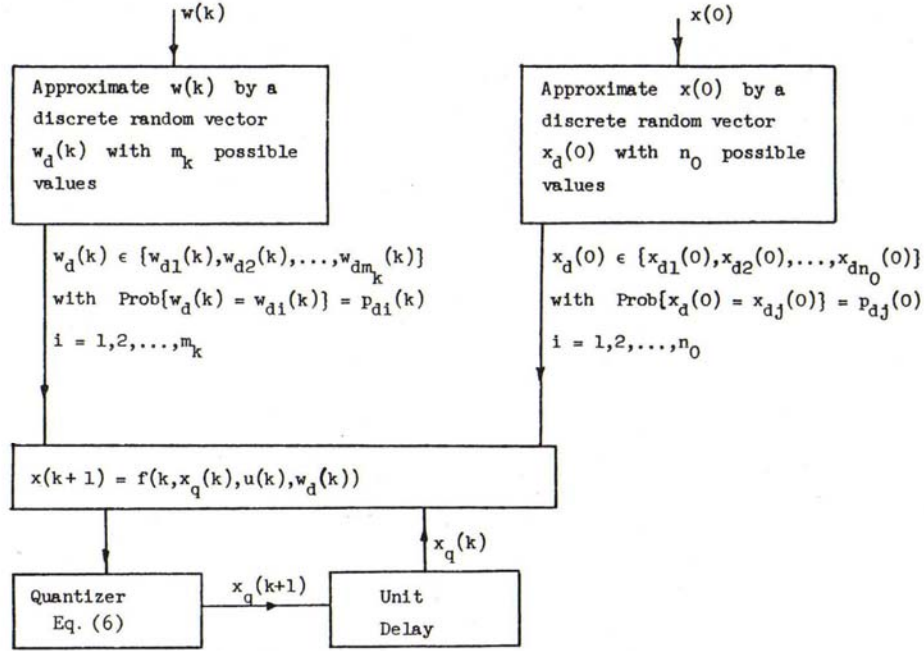 w(k)
Approximate w(k) by a
discrete random vector
w_d(k) with m_k possible
values
w_d(k) ϵ {w_d1(k),w_d2(k),...,w_dm_k(k)}
with Prob{w_d(k) = w_di(k)} = p_di(k)
i = 1,2,...,m_k
x(0)
Approximate x(0) by a
discrete random vector
x_d(0) with n_0 possible
values
x_d(0) ϵ {x_d1(0),x_d2(0),...,x_dn_0(0)}
with Prob{x_d(0) = x_dj(0)} = p_dj(0)
i = 1,2,...,n_0
x(k+1) = f(k,x_q(k),u(k),w_d(k))
x_q(k)
Quantizer
Eq. (6)
x_q(k+1)
Unit
Delay